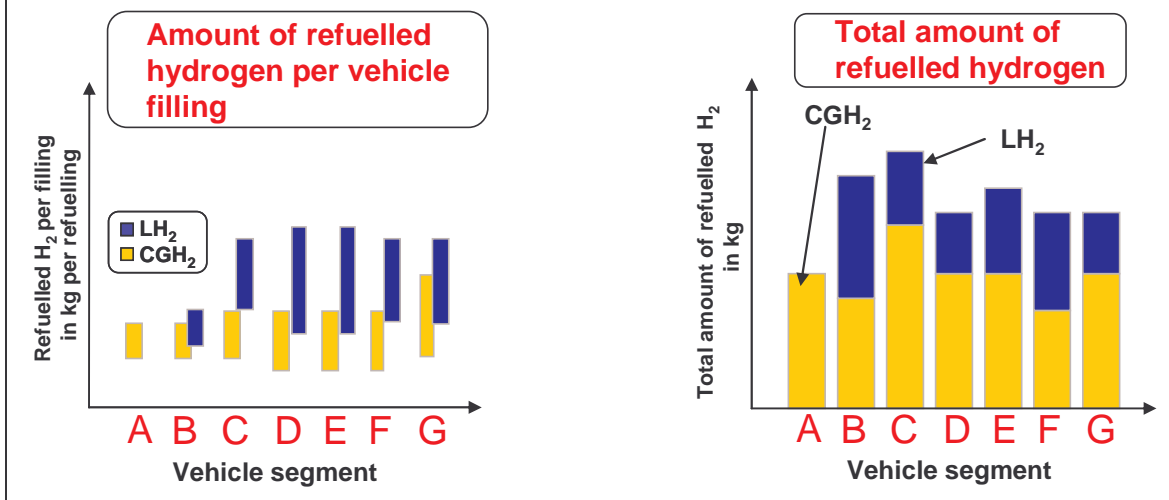 Amount of refuelled
hydrogen per vehicle
filling
Refuelled H₂ per filling
in kg per refuelling
LH₂
CGH₂
A B C D E F G
Vehicle segment
Total amount of
refuelled hydrogen
Total amount of refuelled H₂
in kg
CGH₂
LH₂
A B C D E F G
Vehicle segment